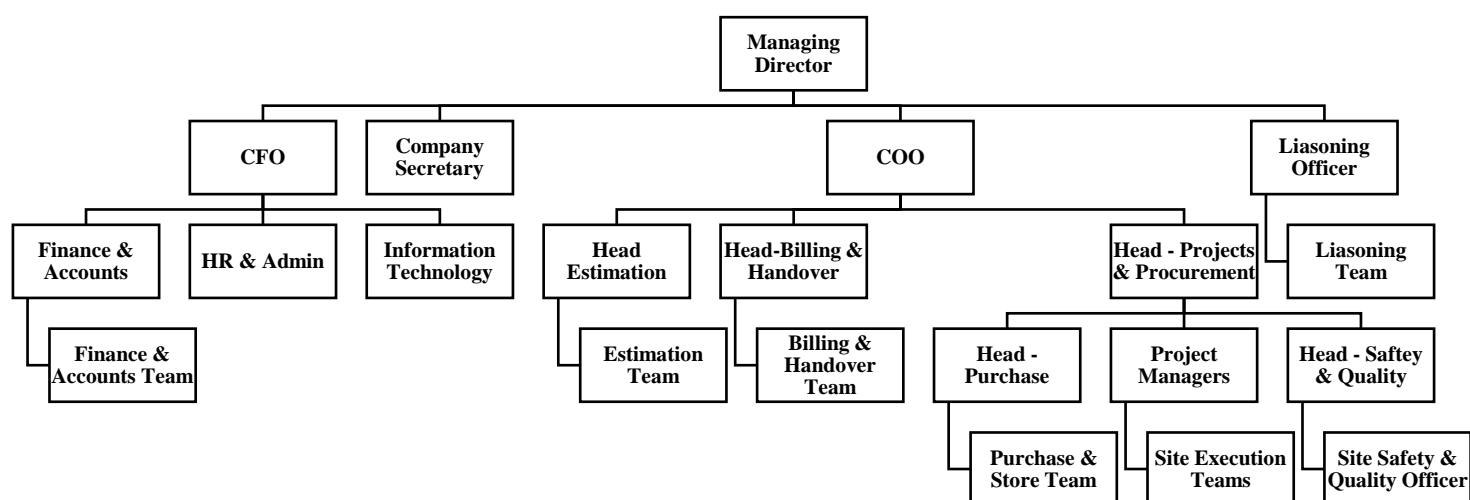 Managing
Director
CFO
Company
Secretary
COO
Liasoning
Officer
Finance &
Accounts
HR & Admin
Information
Technology
Head
Estimation
Head-Billing &
Handover
Head - Projects
& Procurement
Liasoning
Team
Finance &
Accounts Team
Estimation
Team
Billing &
Handover
Team
Head -
Purchase
Project
Managers
Head - Saftey
& Quality
Purchase &
Store Team
Site Execution
Teams
Site Safety &
Quality Officer